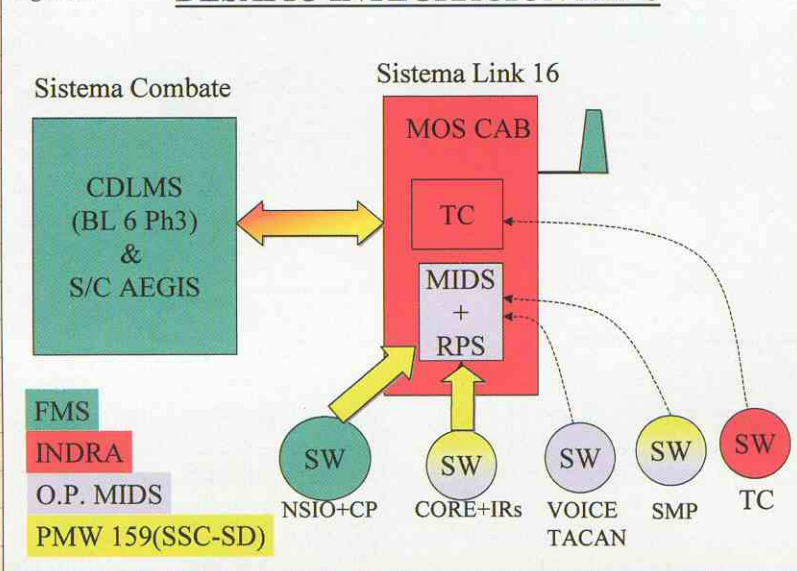 Sistema Combate
Sistema Link 16
CDLMS
(BL 6 Ph3)
&
S/C AEGIS
MOS CAB
TC
MIDS
+
RPS
FMS
INDRA
O.P. MIDS
PMW 159(SSC-SD)
SW
NSIO+CP
SW
CORE+IRs
SW
VOICE
TACAN
SW
SMP
SW
TC